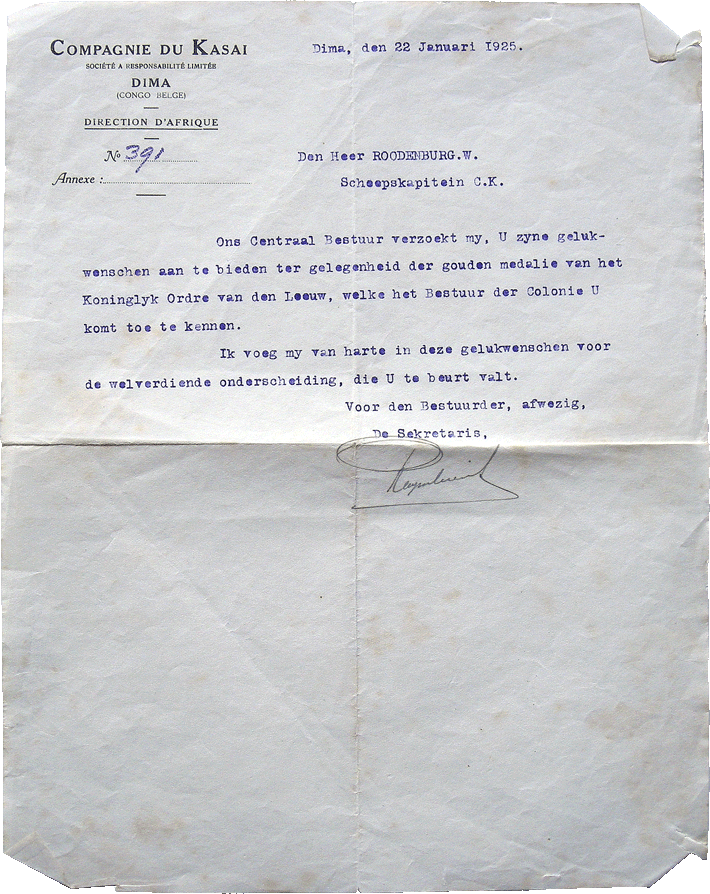 COMPAGNIE DU KASAI
SOCIÉTÉ A RESPONSABILITÉ LIMITÉE
DIMA
(CONGO BELGE)
DIRECTION D'AFRIQUE
No 391
Annexe :
Dima, den 22 Januari 1925.
Den Heer ROODENBURG.W.
Scheepskapitein C.K.
Ons Centraal Bestuur verzoekt my, U zyne geluk-
wenschen aan te bieden ter gelegenheid der gouden medalie van het
Koninglyk Ordre van den Leeuw, welke het Bestuur der Colonie U
komt toe te kennen.
Ik voeg my van harte in deze gelukwenschen voor
de welverdiende onderscheiding, die U te beurt valt.
Voor den Bestuurder, afwezig,
De Sekretaris,